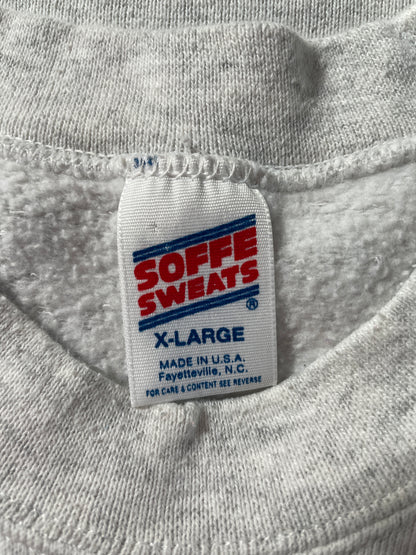 SOFFE
SWEATS
®
X-LARGE
MADE IN U.S.A.
Fayetteville, N.C.
FOR CARE & CONTENT SEE REVERSE